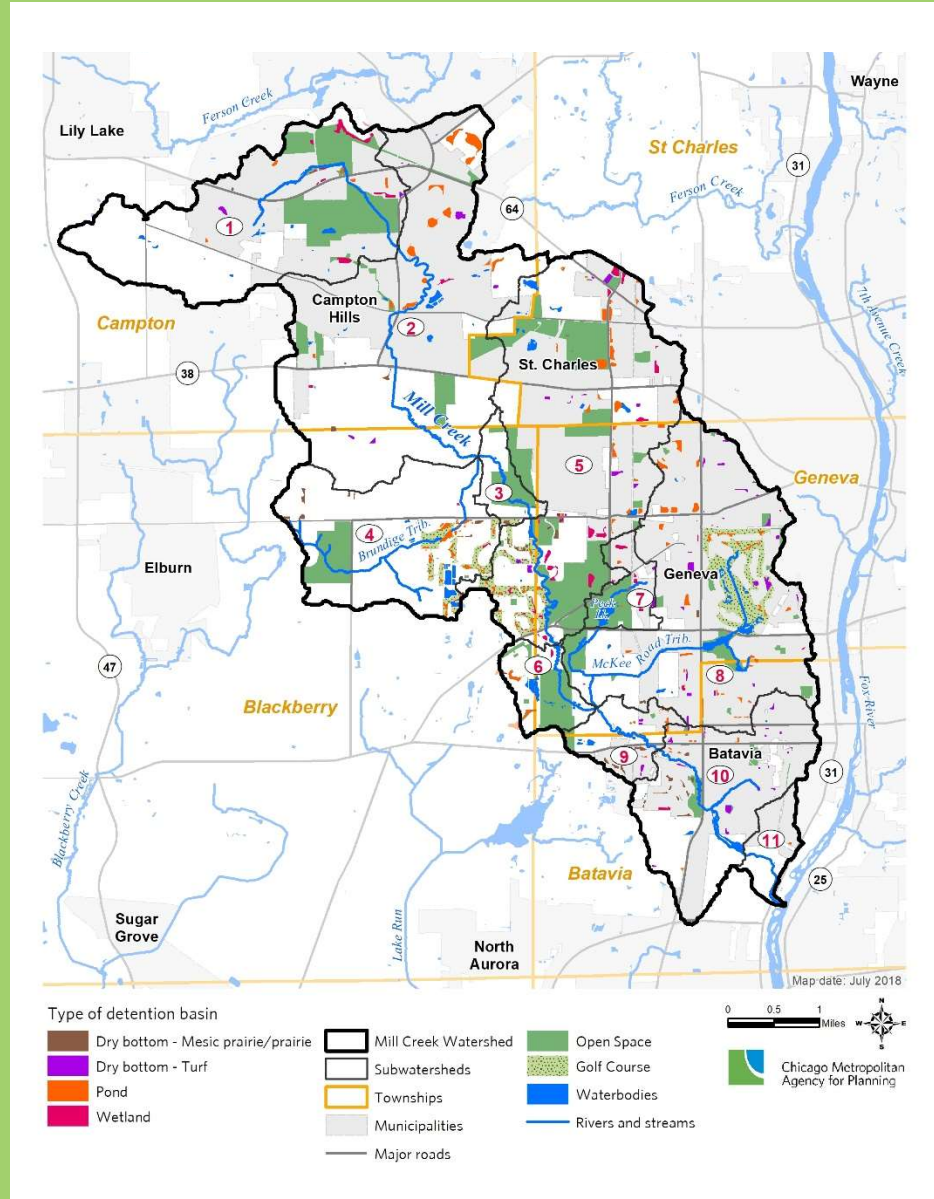 Wayne
Ferson Creek
Lily Lake
St Charles
31
Ferson Creek
64
1
7th Avenue Creek
Campton
Hills
Campton
2
St. Charles
38
Mill Creek
5
Geneva
3
4
Brundige Trib.
Elburn
Geneva
7
Peck
Lk.
McKee Road Trib.
6
47
8
Fox River
Blackberry
Batavia
9
10
31
Blackberry Creek
11
Batavia
25
Sugar
Grove
Lake Run
North
Aurora
Map date: July 2018
Type of detention basin
Dry bottom - Mesic prairie/prairie
Dry bottom - Turf
Pond
Wetland
Mill Creek Watershed
Subwatersheds
Townships
Municipalities
Major roads
Open Space
Golf Course
Waterbodies
Rivers and streams
0 0.5 1
Miles
N
W E
S
Chicago Metropolitan
Agency for Planning